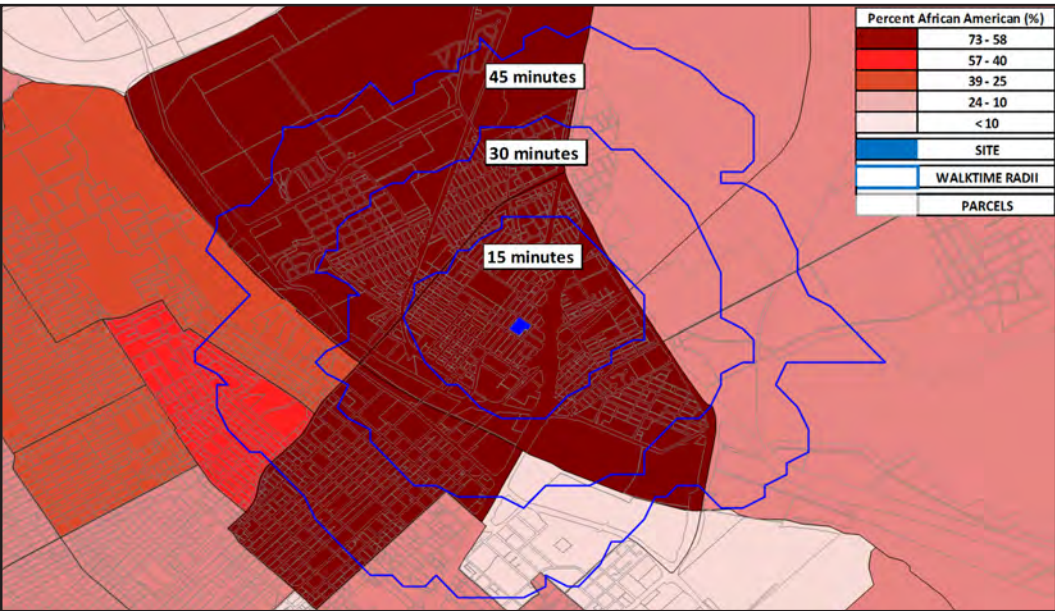 Percent African American (%)
73 - 58
57 - 40
39 - 25
24 - 10
< 10
SITE
WALKTIME RADII
PARCELS
45 minutes
30 minutes
15 minutes